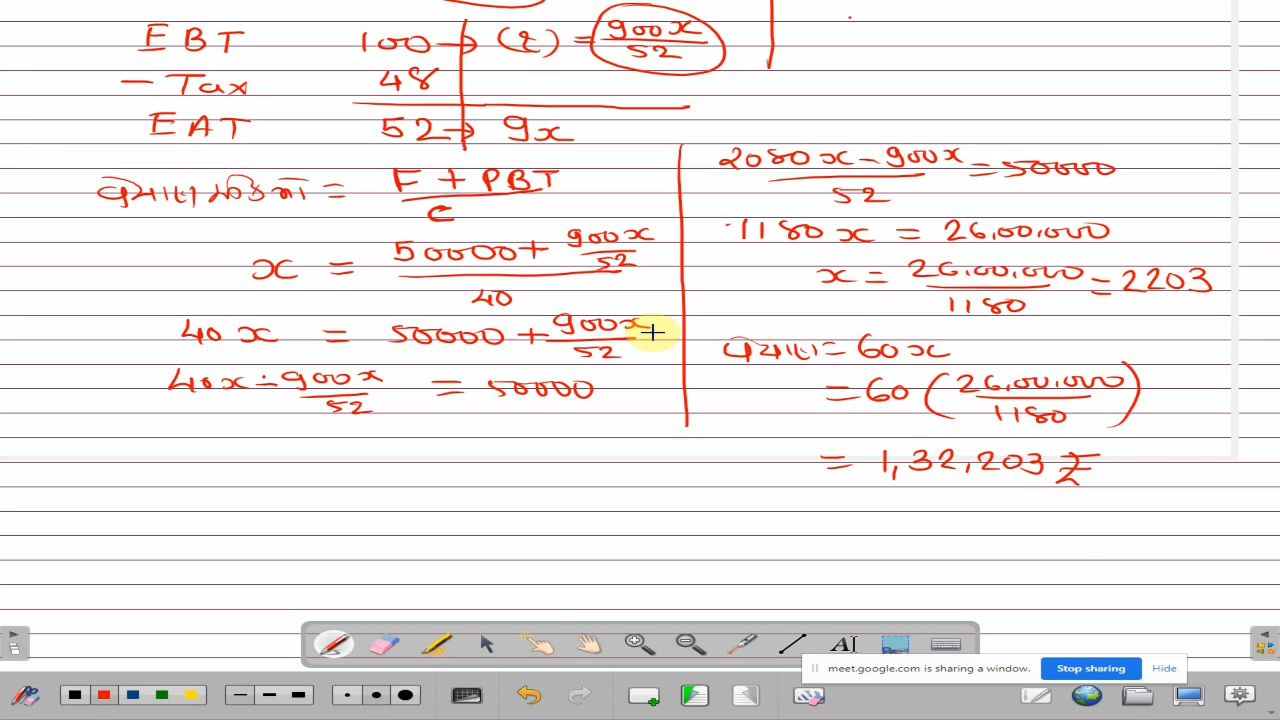 EBT 100 → (?) = 900x/52
- Tax 48
EAT 52 → 9x
વેચાણ એકમો = F + PBT / C
x = 50000 + 900x/52 / 40
40x = 50000 + 900x/52
40x - 900x/52 = 50000
2080x - 900x / 52 = 50000
1180x = 26,00,000
x = 26,00,000 / 1180 = 2203
વેચાણ = 60x
= 60 (26,00,000 / 1180)
= 1,32,203 ₹
meet.google.com is sharing a window. Stop sharing Hide